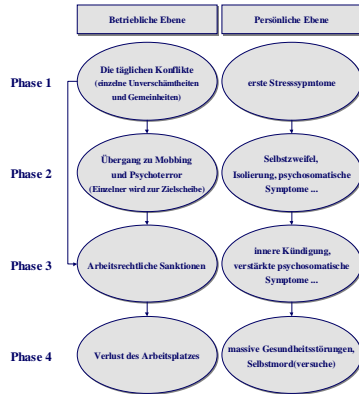 Betriebliche Ebene
Persönliche Ebene
Phase 1
Die täglichen Konflikte
(einzelne Unverschämtheiten
und Gemeinheiten)
erste Stresssypmtome
Phase 2
Übergang zu Mobbing
und Psychoterror
(Einzelner wird zur Zielscheibe)
Selbstzweifel,
Isolierung, psychosomatische
Symptome ...
Phase 3
Arbeitsrechtliche Sanktionen
innere Kündigung,
verstärkte psychosomatische
Symptome ...
Phase 4
Verlust des Arbeitsplatzes
massive Gesundheitsstörungen,
Selbstmord(versuche)